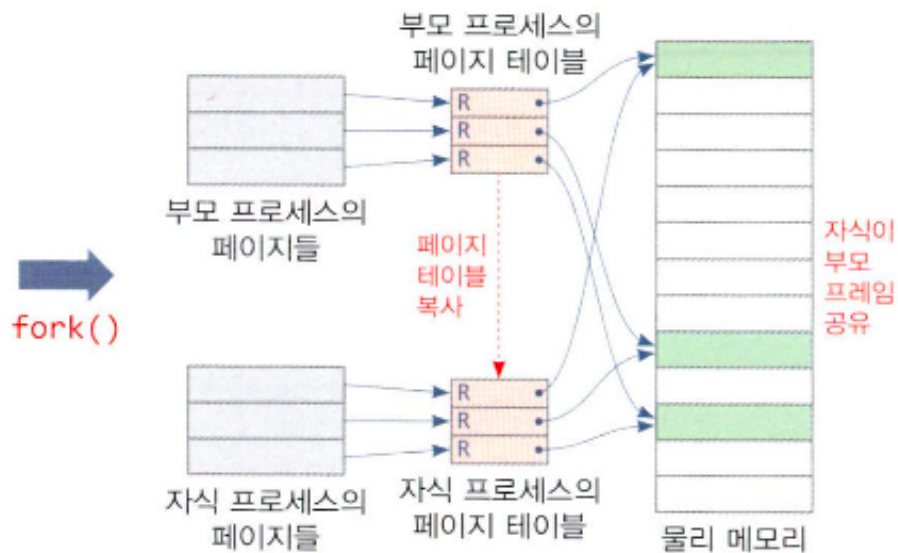 부모 프로세스의
페이지 테이블
R
R
R
부모 프로세스의
페이지들
페이지
테이블
복사
자식이
부모
프레임
공유
fork()
R
R
R
자식 프로세스의
페이지들
자식 프로세스의
페이지 테이블
물리 메모리